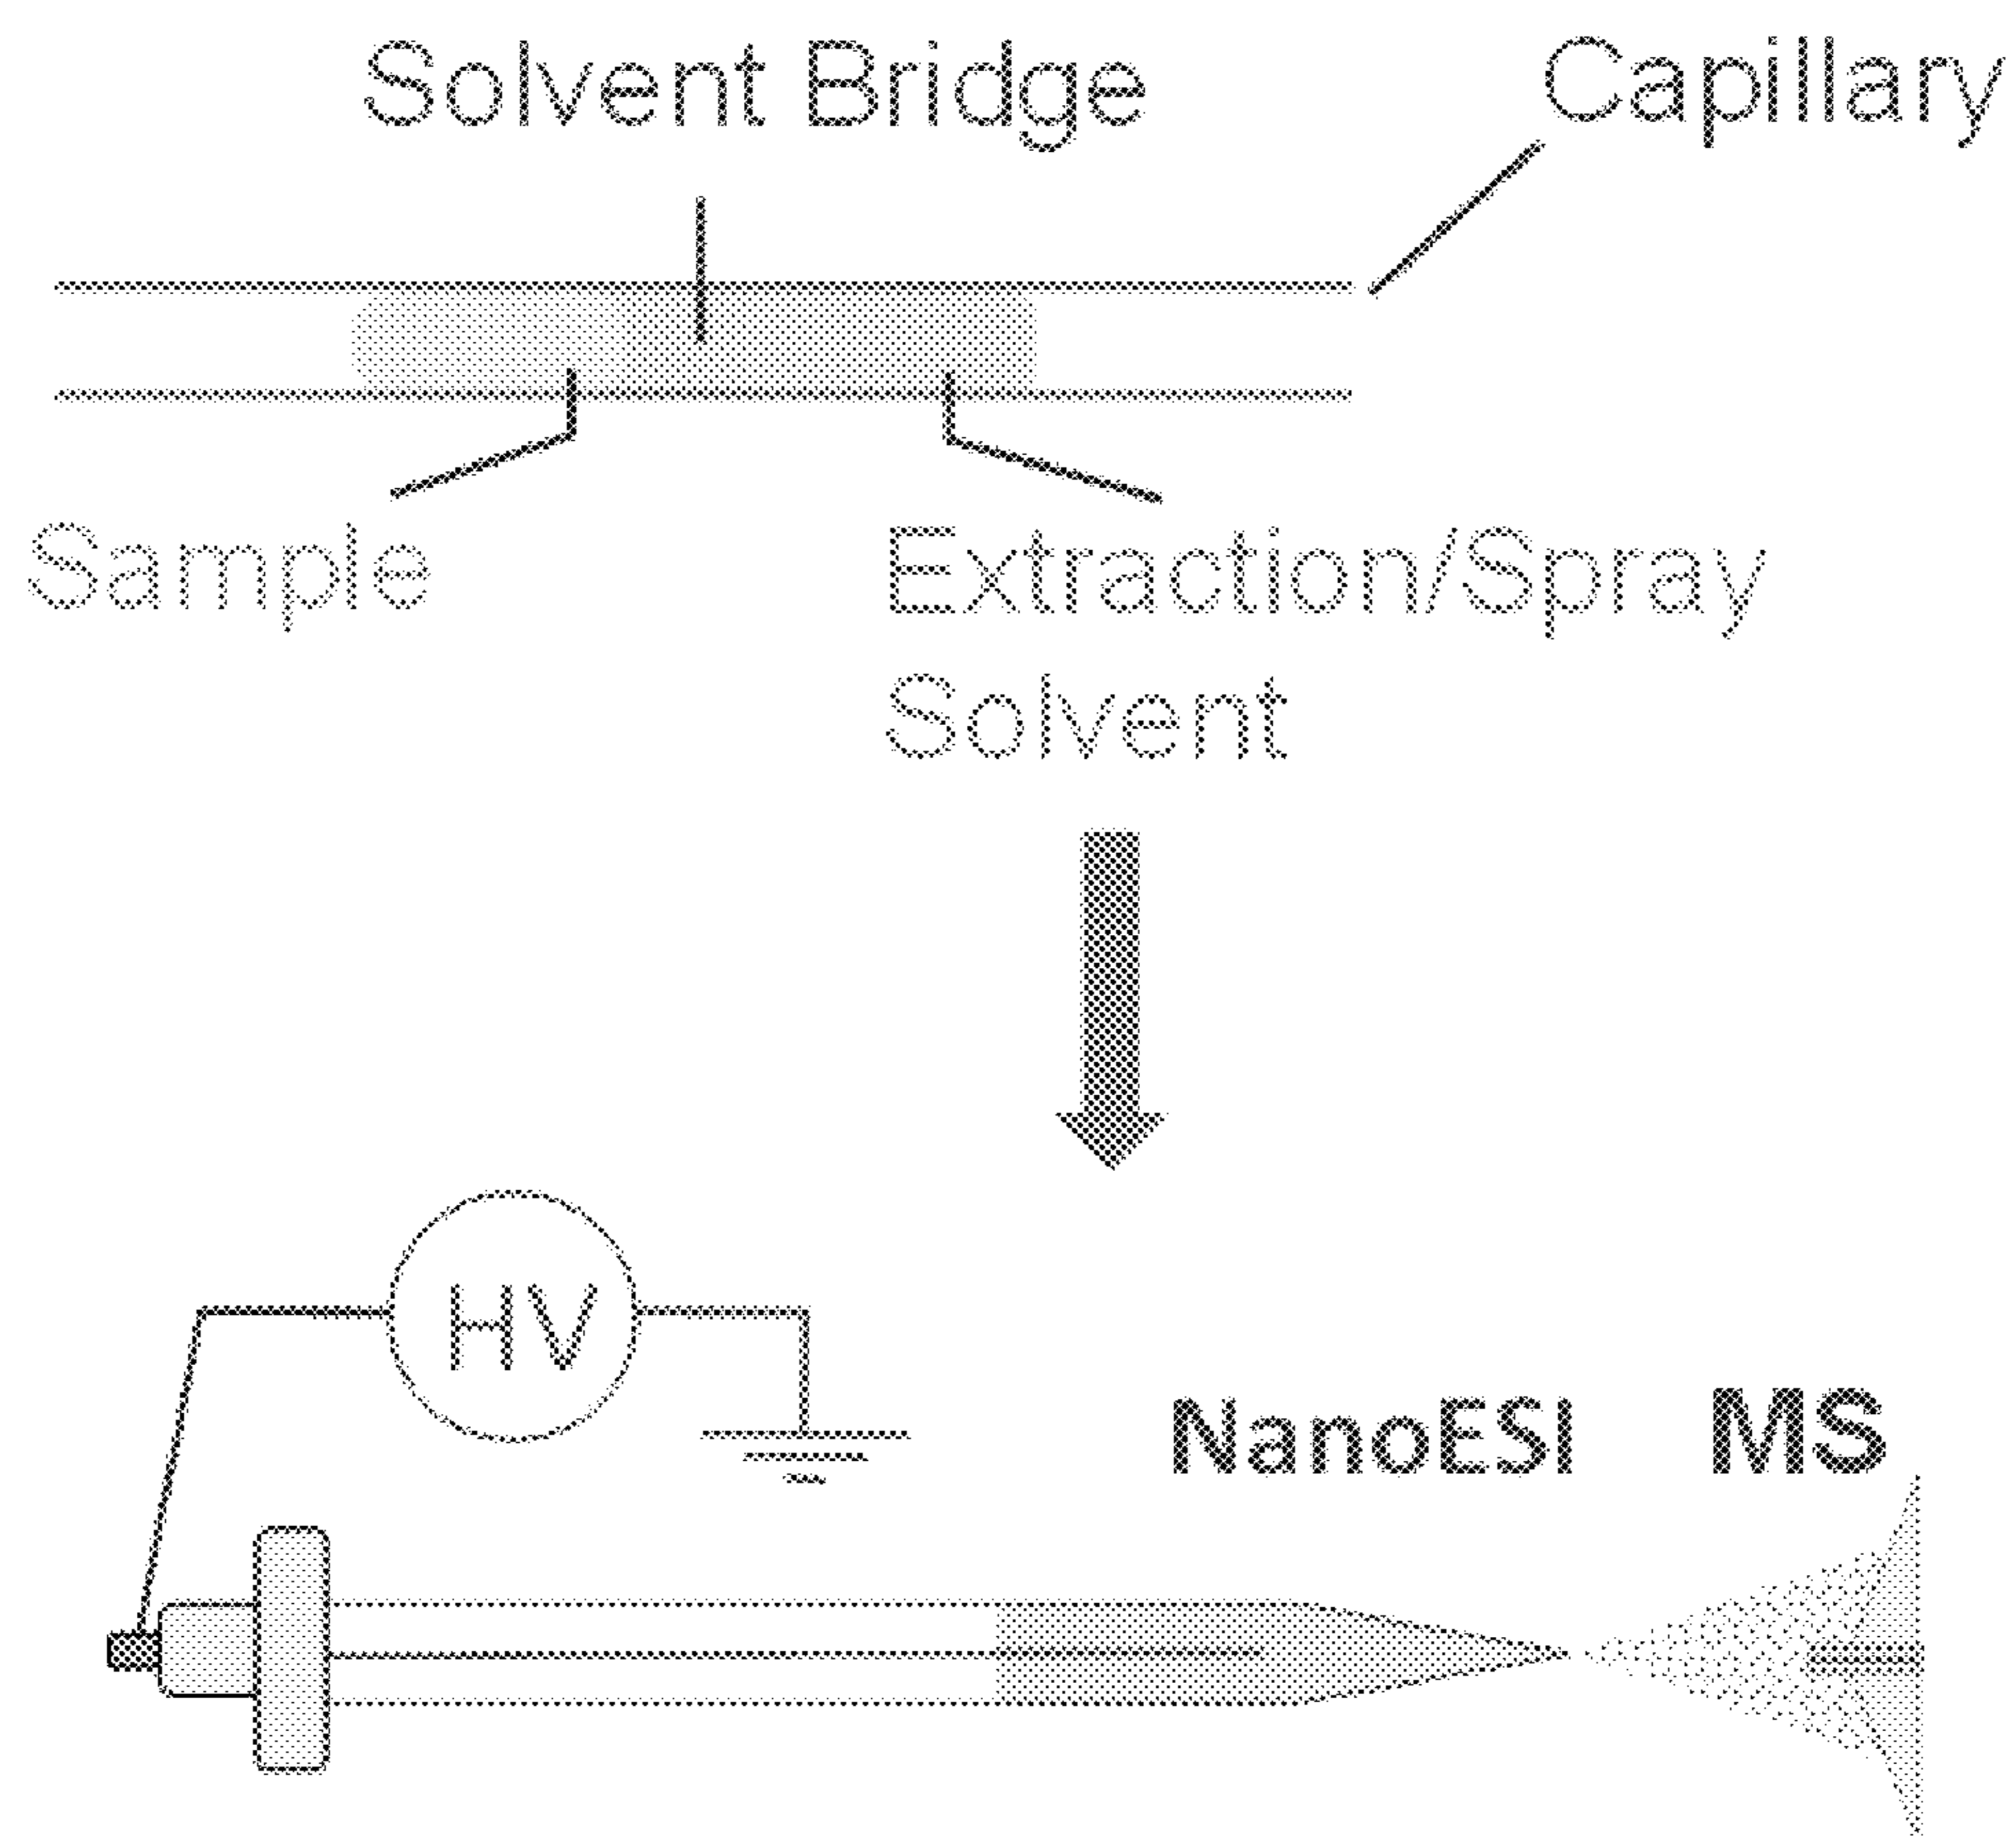 Solvent Bridge
Capillary
Sample
Extraction/Spray
Solvent
HV
NanoESI
MS